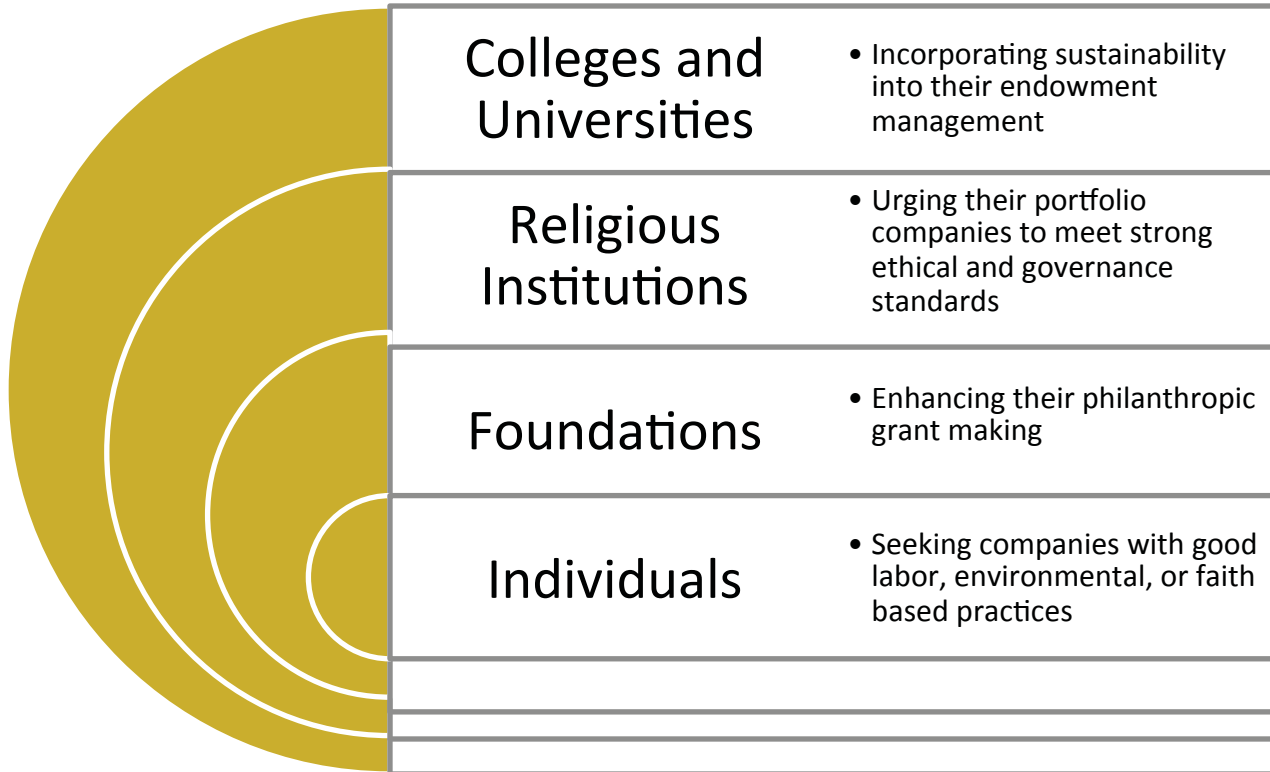 Colleges and
Universities
• Incorporating sustainability
into their endowment
management
Religious
Institutions
• Urging their portfolio
companies to meet strong
ethical and governance
standards
Foundations
• Enhancing their philanthropic
grant making
Individuals
• Seeking companies with good
labor, environmental, or faith
based practices